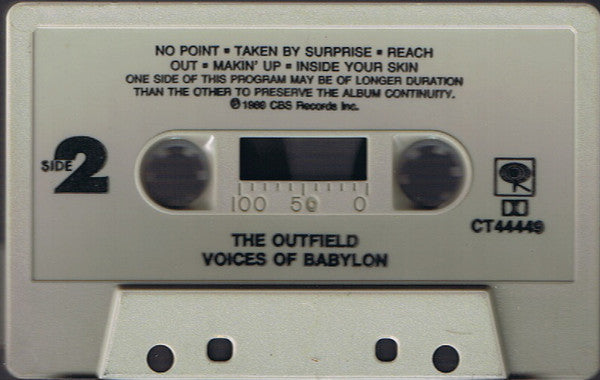 NO POINT ▪ TAKEN BY SURPRISE ▪ REACH
OUT ▪ MAKIN' UP ▪ INSIDE YOUR SKIN
ONE SIDE OF THIS PROGRAM MAY BE OF LONGER DURATION
THAN THE OTHER TO PRESERVE THE ALBUM CONTINUITY.
℗ 1989 CBS Records Inc.
SIDE 2
100 50 0
CT44449
THE OUTFIELD
VOICES OF BABYLON